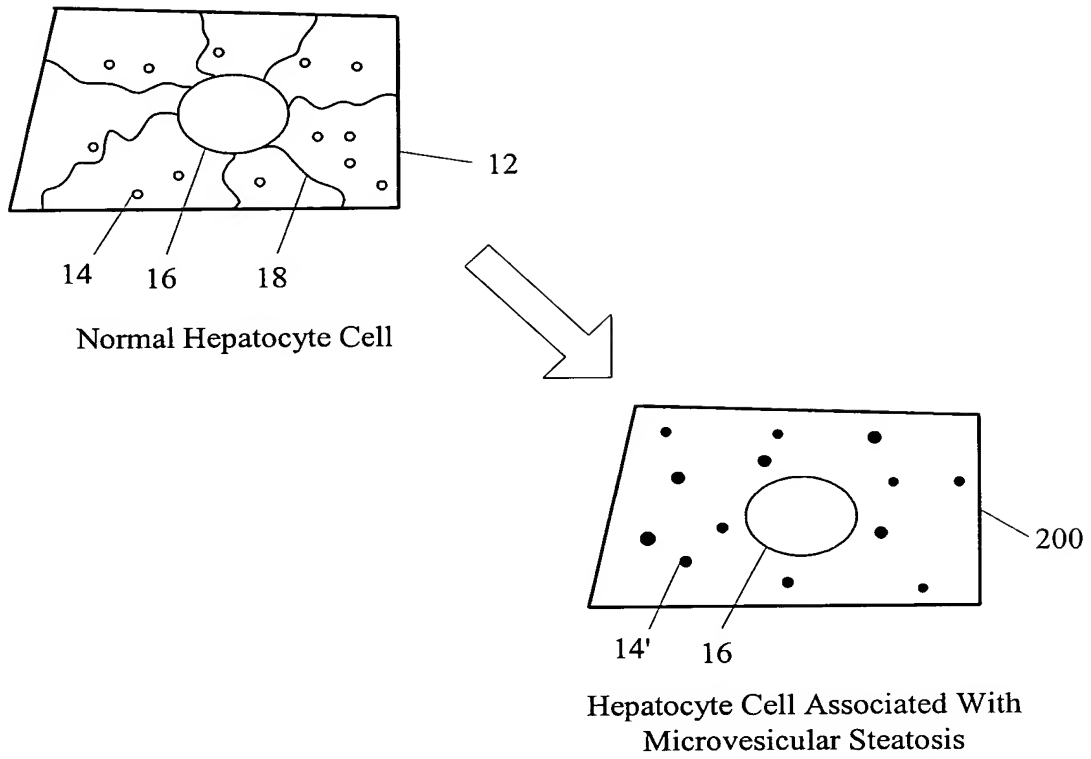 12
14
16
18
Normal Hepatocyte Cell
200
14'
16
Hepatocyte Cell Associated With
Microvesicular Steatosis